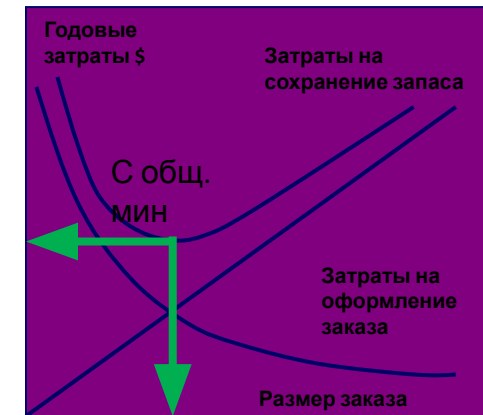 Годовые
затраты $
Затраты на
сохранение запаса
С общ.
мин
Затраты на
оформление
заказа
Размер заказа